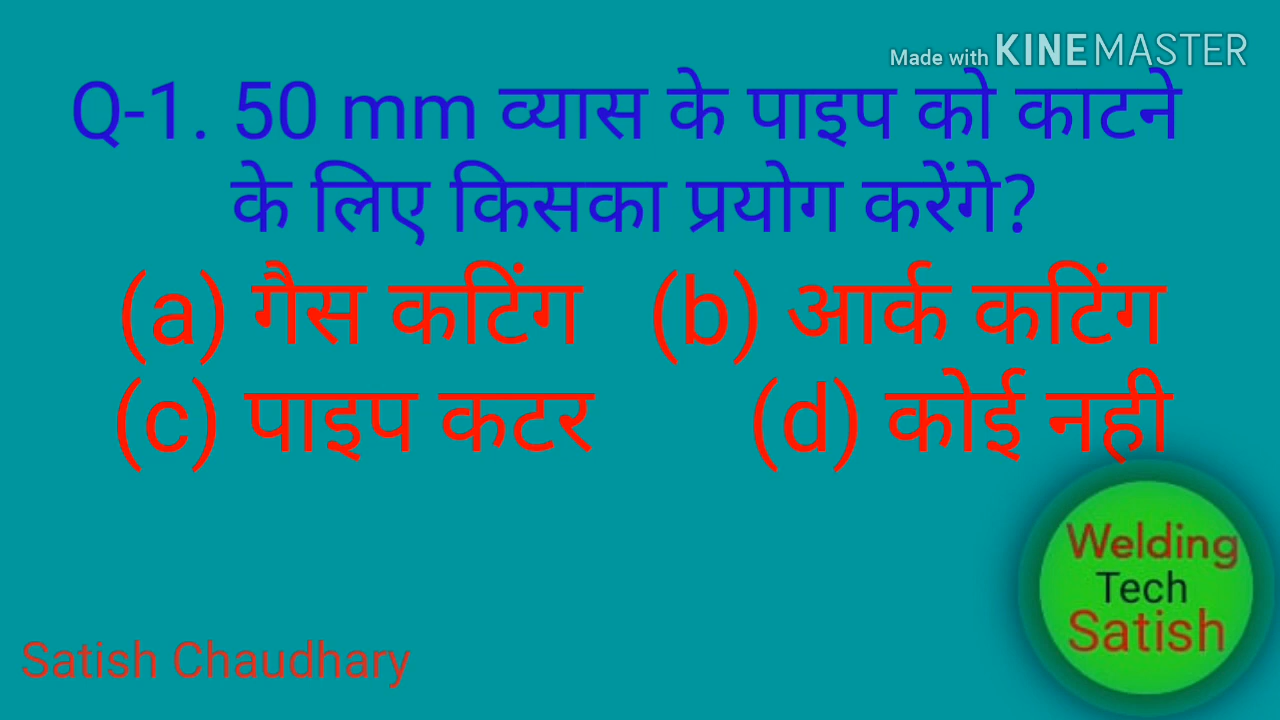 Made with KINEMASTER
Q-1. 50 mm व्यास के पाइप को काटने
के लिए किसका प्रयोग करेंगे?
(a) गैस कटिंग (b) आर्क कटिंग
(c) पाइप कटर (d) कोई नही
Welding
Tech
Satish
Satish Chaudhary